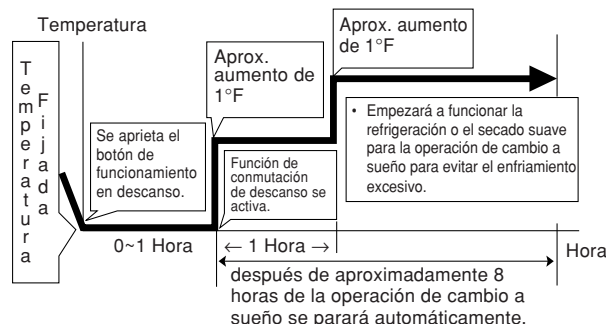 Temperatura
Temperatura
Fijada
Se aprieta el
botón de
funcionamiento
en descanso.
Aprox.
aumento de
1°F
Aprox. aumento
de 1°F
Función de
conmutación
de descanso se
activa.
• Empezará a funcionar la
refrigeración o el secado suave
para la operación de cambio a
sueño para evitar el enfriamiento
excesivo.
0~1 Hora
← 1 Hora →
Hora
después de aproximadamente 8
horas de la operación de cambio a
sueño se parará automáticamente.